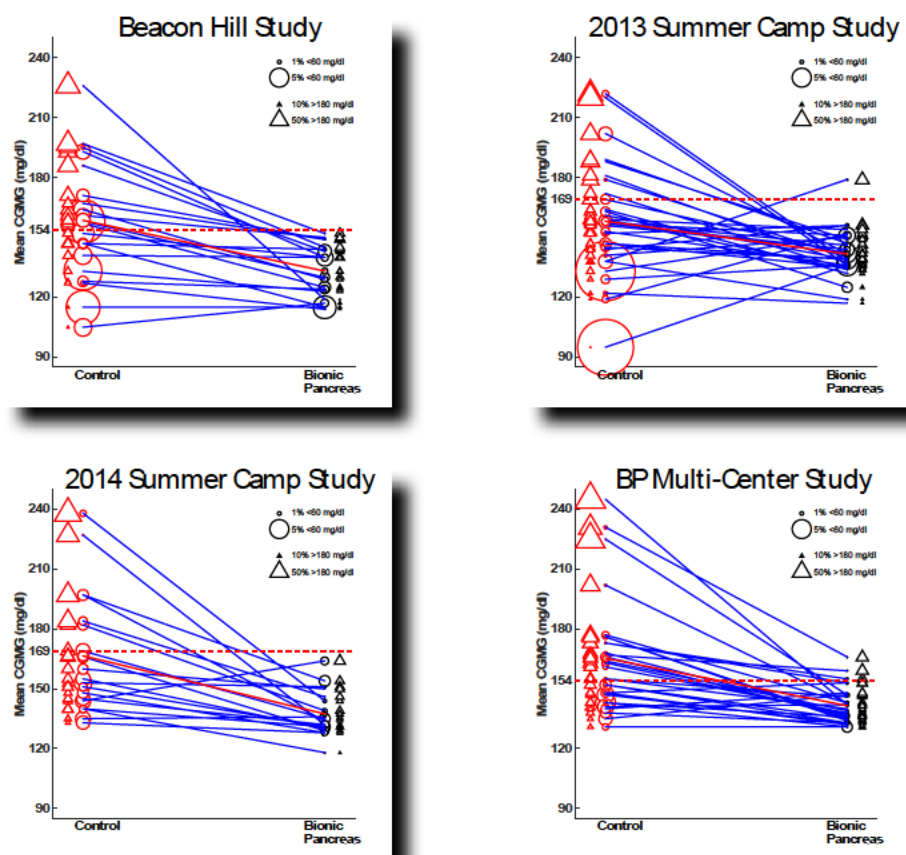 Beacon Hill Study
240
210
180
154
120
90
Mean CGMG (mg/dl)
1% <60 mg/dl
5% <60 mg/dl
10% >180 mg/dl
50% >180 mg/dl
Control
Bionic
Pancreas
2013 Summer Camp Study
240
210
180
169
150
120
90
Mean CGMG (mg/dl)
1% <60 mg/dl
5% <60 mg/dl
10% >180 mg/dl
50% >180 mg/dl
Control
Bionic
Pancreas
2014 Summer Camp Study
240
210
180
169
150
120
90
Mean CGMG (mg/dl)
1% <60 mg/dl
5% <60 mg/dl
10% >180 mg/dl
50% >180 mg/dl
Control
Bionic
Pancreas
BP Multi-Center Study
240
210
180
154
120
90
Mean CGMG (mg/dl)
1% <60 mg/dl
5% <60 mg/dl
10% >180 mg/dl
50% >180 mg/dl
Control
Bionic
Pancreas